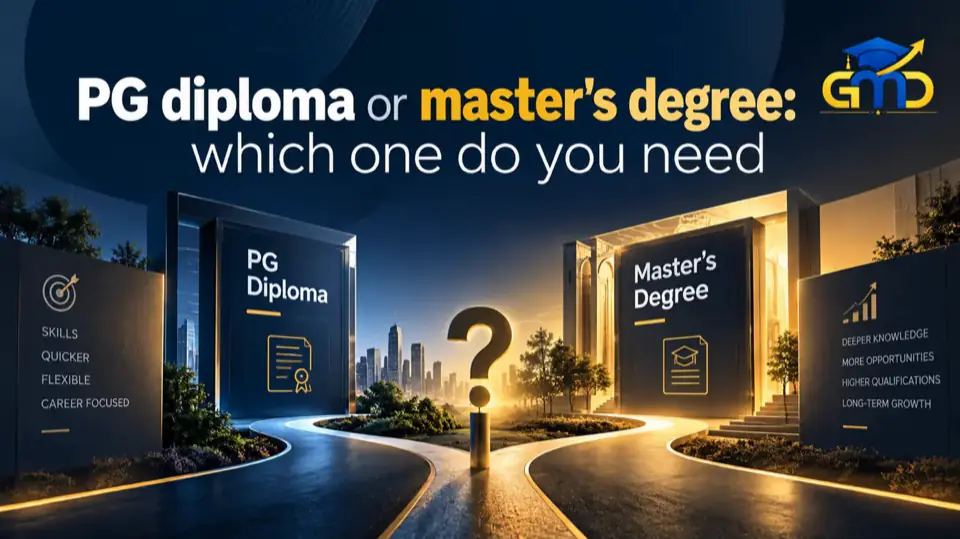 PG diploma or master's degree:
which one do you need
GMD
PG
Diploma
Master's
Degree
SKILLS
QUICKER
FLEXIBLE
CAREER FOCUSED
DEEPER KNOWLEDGE
MORE OPPORTUNITIES
HIGHER QUALIFICATIONS
LONG-TERM GROWTH
?